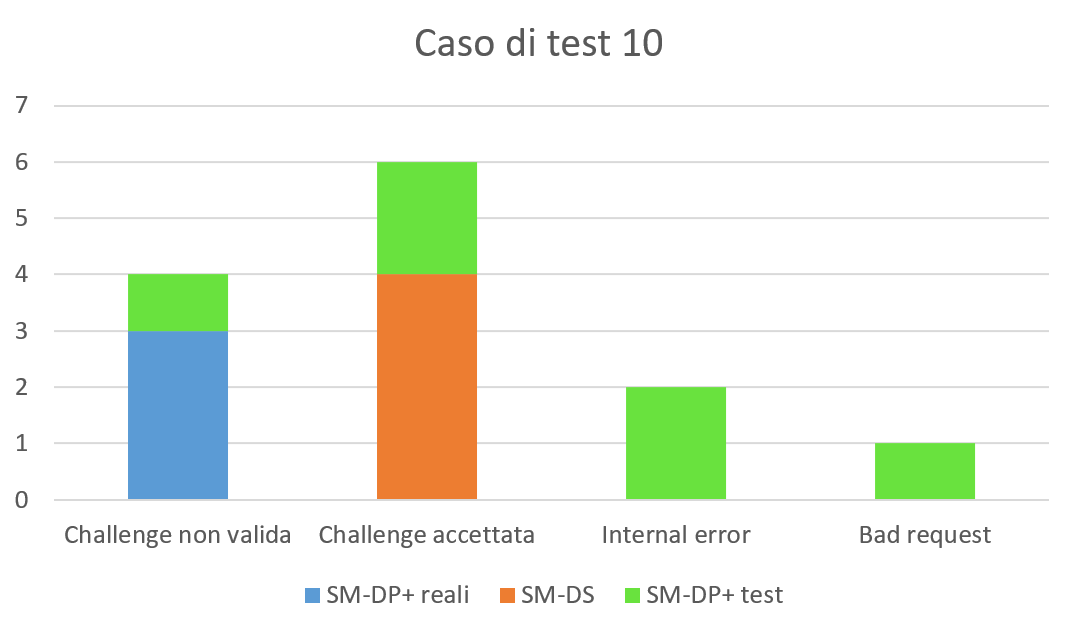 Caso di test 10
7
6
5
4
3
2
1
0
Challenge non valida Challenge accettata Internal error Bad request
SM-DP+ reali SM-DS SM-DP+ test